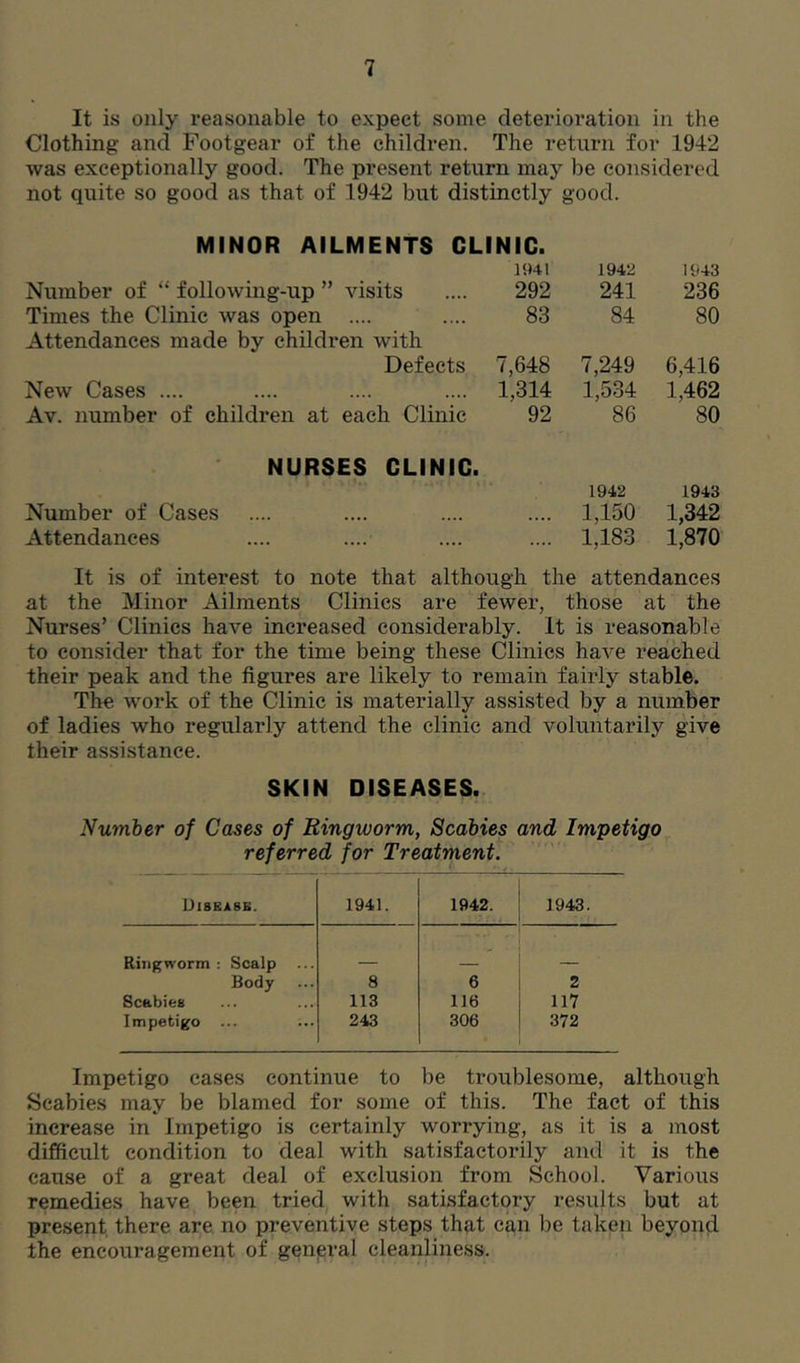 7
It is only reasonable to expect some deterioration in the
Clothing and Footgear of the children. The return for 1942
was exceptionally good. The present return may be considered
not quite so good as that of 1942 but distinctly good.
MINOR AILMENTS CLINIC.
1941 1942 1943
Number of “ following-up ” visits .... 292 241 236
Times the Clinic was open .... .... 83 84 80
Attendances made by children with
Defects 7,648 7,249 6,416
New Cases .... .... .... .... 1,314 1,534 1,462
Av. number of children at each Clinic 92 86 80
NURSES CLINIC.
1942 1943
Number of Cases .... .... .... .... 1,150 1,342
Attendances .... .... .... .... 1,183 1,870
It is of interest to note that although the attendances
at the Minor Ailments Clinics are fewer, those at the
Nurses’ Clinics have increased considerably. It is reasonable
to consider that for the time being these Clinics have reached
their peak and the figures are likely to remain fairly stable.
The work of the Clinic is materially assisted by a number
of ladies who regularly attend the clinic and voluntarily give
their assistance.
SKIN DISEASES.
Number of Cases of Ringworm, Scabies and Impetigo
referred for Treatment.
Disease. 1941. 1942. 1943.
Ringworm : Scalp ... — — —
Body ... 8 6 2
Scabies ... ... 113 116 117
Impetigo ... ... 243 306 372
Impetigo cases continue to be troublesome, although
Scabies may be blamed for some of this. The fact of this
increase in Impetigo is certainly worrying, as it is a most
difficult condition to deal with satisfactorily and it is the
cause of a great deal of exclusion from School. Various
remedies have been tried with satisfactory results but at
present there are no preventive steps that can be taken beyond
the encouragement of general cleanliness.